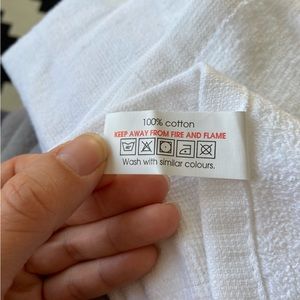 100% cotton
KEEP AWAY FROM FIRE AND FLAME
Wash with similar colours.